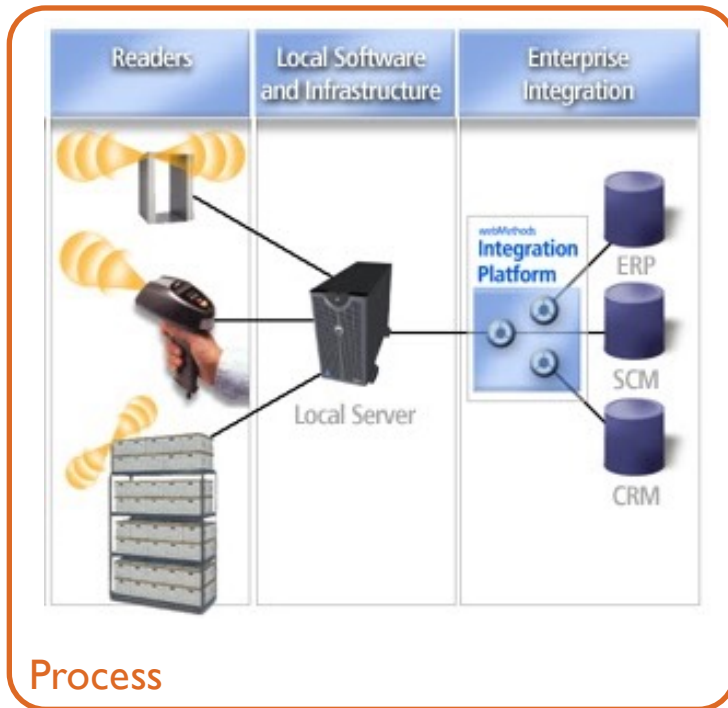 Readers
Local Software
and Infrastructure
Enterprise
Integration
webMethods
Integration
Platform
ERP
SCM
CRM
Local Server
Process